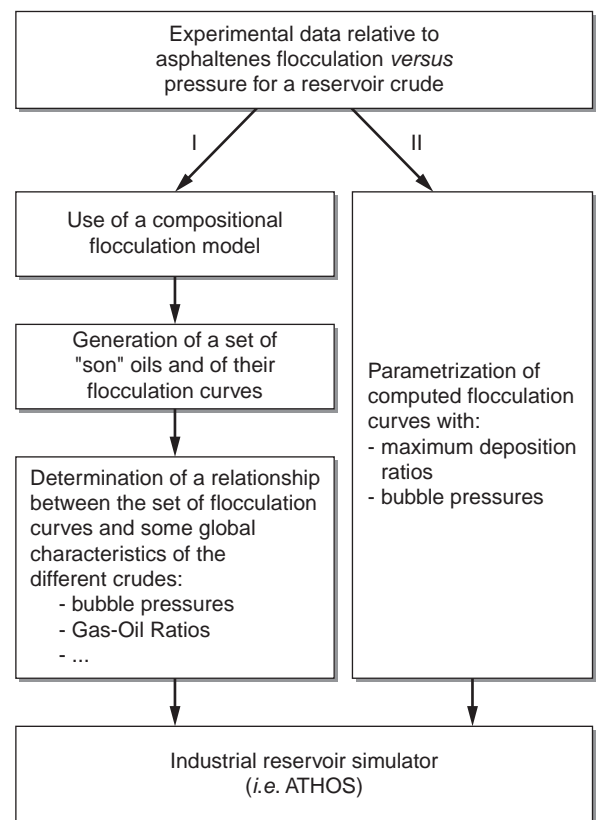 Experimental data relative to
asphaltenes flocculation versus
pressure for a reservoir crude
I
II
Use of a compositional
flocculation model
Generation of a set of
"son" oils and of their
flocculation curves
Determination of a relationship
between the set of flocculation
curves and some global
characteristics of the
different crudes:
- bubble pressures
- Gas-Oil Ratios
- ...
Parametrization of
computed flocculation
curves with:
- maximum deposition
ratios
- bubble pressures
Industrial reservoir simulator
(i.e. ATHOS)